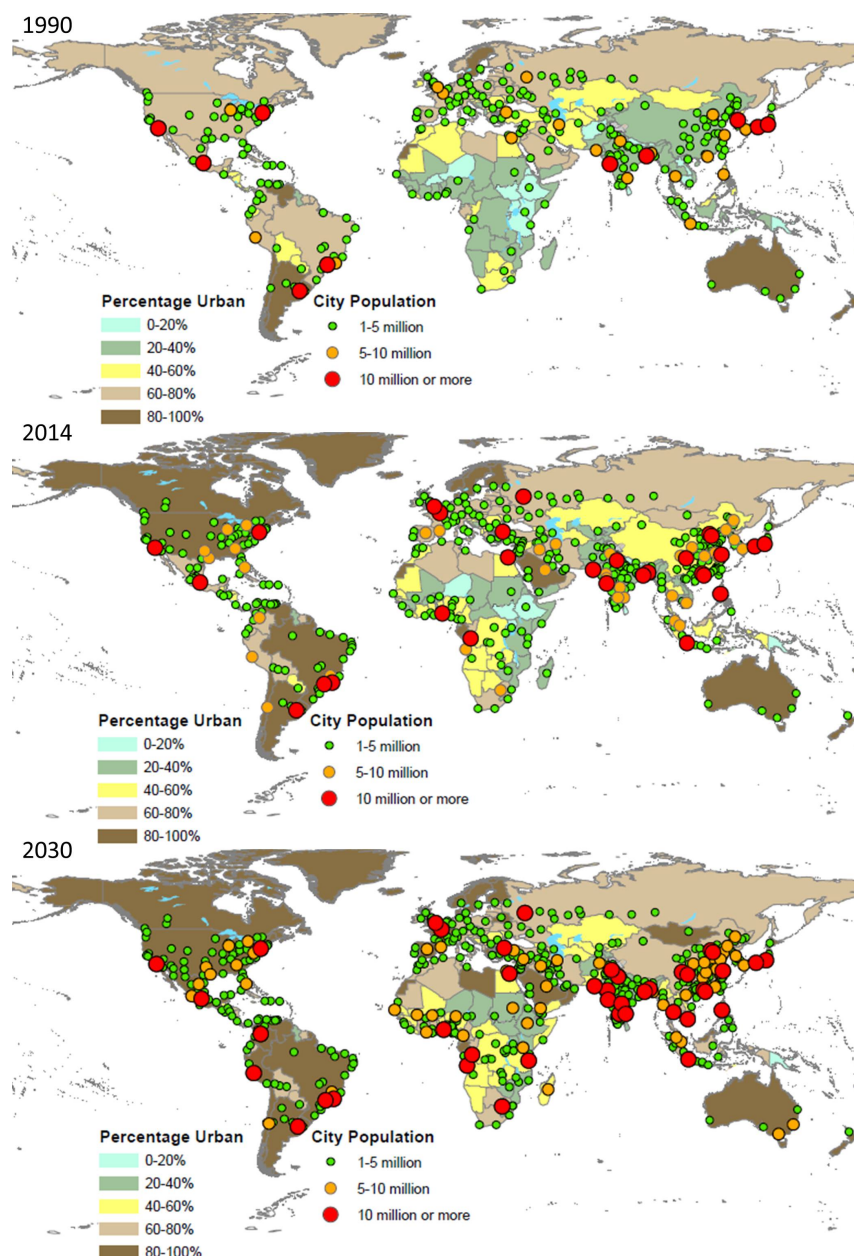 1990
Percentage Urban
0-20%
20-40%
40-60%
60-80%
80-100%
City Population
1-5 million
5-10 million
10 million or more
2014
Percentage Urban
0-20%
20-40%
40-60%
60-80%
80-100%
City Population
1-5 million
5-10 million
10 million or more
2030
Percentage Urban
0-20%
20-40%
40-60%
60-80%
80-100%
City Population
1-5 million
5-10 million
10 million or more